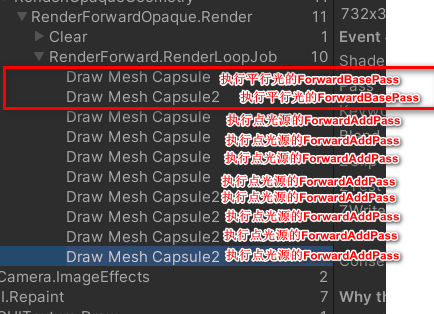 RenderForwardOpaque.Render 11
Clear 1
RenderForward.RenderLoopJob 10
Draw Mesh Capsule 执行平行光的ForwardBasePass
Draw Mesh Capsule2 执行平行光的ForwardBasePass
Draw Mesh Capsule 执行点光源的ForwardAddPass
Draw Mesh Capsule 执行点光源的ForwardAddPass
Draw Mesh Capsule 执行点光源的ForwardAddPass
Draw Mesh Capsule 执行点光源的ForwardAddPass
Draw Mesh Capsule2 执行点光源的ForwardAddPass
Draw Mesh Capsule2 执行点光源的ForwardAddPass
Draw Mesh Capsule2 执行点光源的ForwardAddPass
Draw Mesh Capsule2 执行点光源的ForwardAddPass
Camera.ImageEffects 2
I.Repaint 7
732x3
Event
Shade
Pass
Blend
ZWrite
Why th